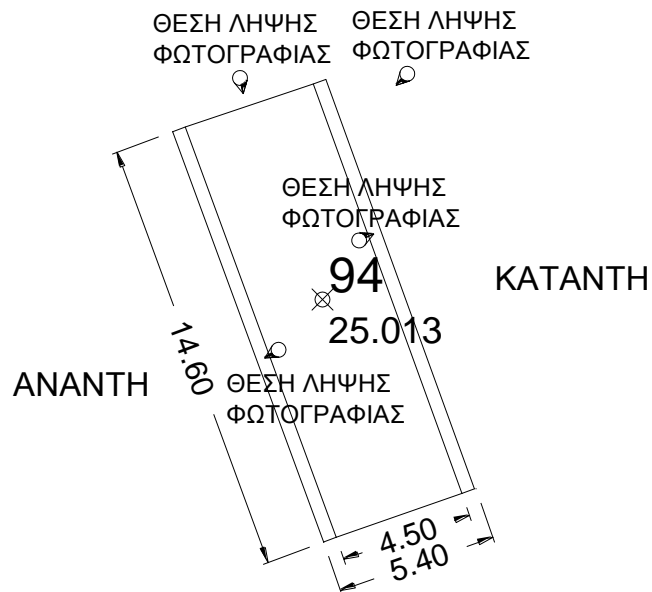 ΘΕΣΗ ΛΗΨΗΣ
ΦΩΤΟΓΡΑΦΙΑΣ
ΘΕΣΗ ΛΗΨΗΣ
ΦΩΤΟΓΡΑΦΙΑΣ
ΘΕΣΗ ΛΗΨΗΣ
ΦΩΤΟΓΡΑΦΙΑΣ
94
25.013
ΚΑΤΑΝΤΗ
14.60
ΑΝΑΝΤΗ
ΘΕΣΗ ΛΗΨΗΣ
ΦΩΤΟΓΡΑΦΙΑΣ
4.50
5.40